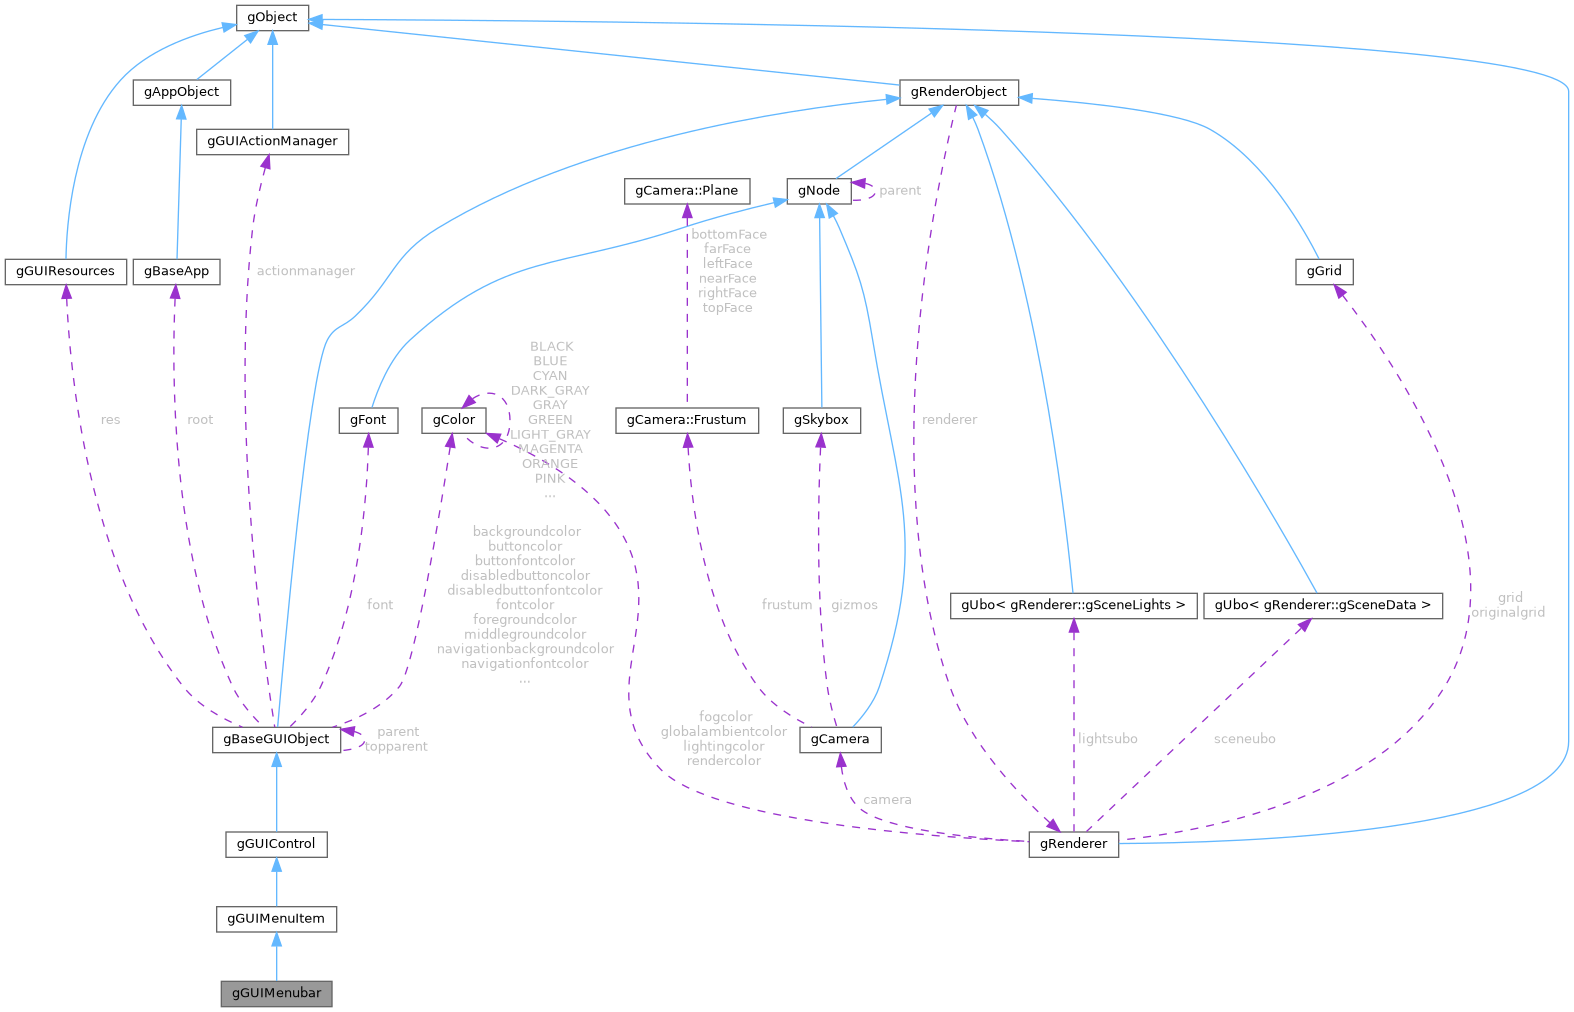 gObject
gAppObject
gRenderObject
gGUIActionManager
gCamera::Plane
gNode
parent
bottomFace
farFace
leftFace
nearFace
rightFace
topFace
gGUIResources
gBaseApp
actionmanager
gGrid
BLACK
BLUE
CYAN
DARK_GRAY
GRAY
GREEN
LIGHT_GRAY
MAGENTA
ORANGE
PINK
...
res
root
gFont
gColor
gCamera::Frustum
gSkybox
renderer
backgroundcolor
buttoncolor
buttonfontcolor
disabledbuttoncolor
disabledbuttonfontcolor
fontcolor
foregroundcolor
middlegroundcolor
navigationbackgroundcolor
navigationfontcolor
...
font
frustum
gizmos
gUbo< gRenderer::gSceneLights >
gUbo< gRenderer::gSceneData >
grid
originalgrid
gBaseGUIObject
parent
topparent
fogcolor
globalambientcolor
lightingcolor
rendercolor
gCamera
lightsubo
sceneubo
camera
gGUIControl
gRenderer
gGUIMenuItem
gGUIMenubar